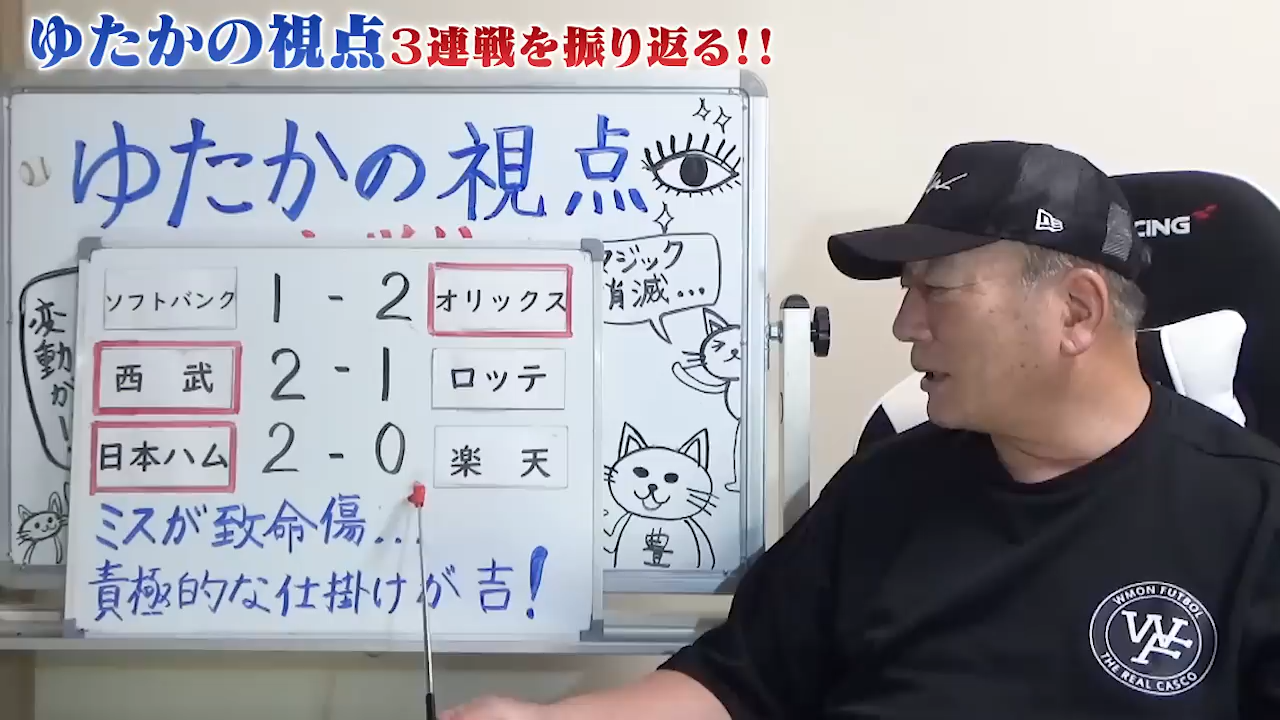 ゆたかの視点3連戦を振り返る!!
ゆたかの視点
マジック
消滅...
変動が!
ソフトバンク 1 - 2 オリックス
西 武 2 - 1 ロッテ
日本ハム 2 - 0 楽 天
ミスが致命傷...
責極的な仕掛けが吉!
豊
CING
WMON FUTBOL
THE REAL CASCO